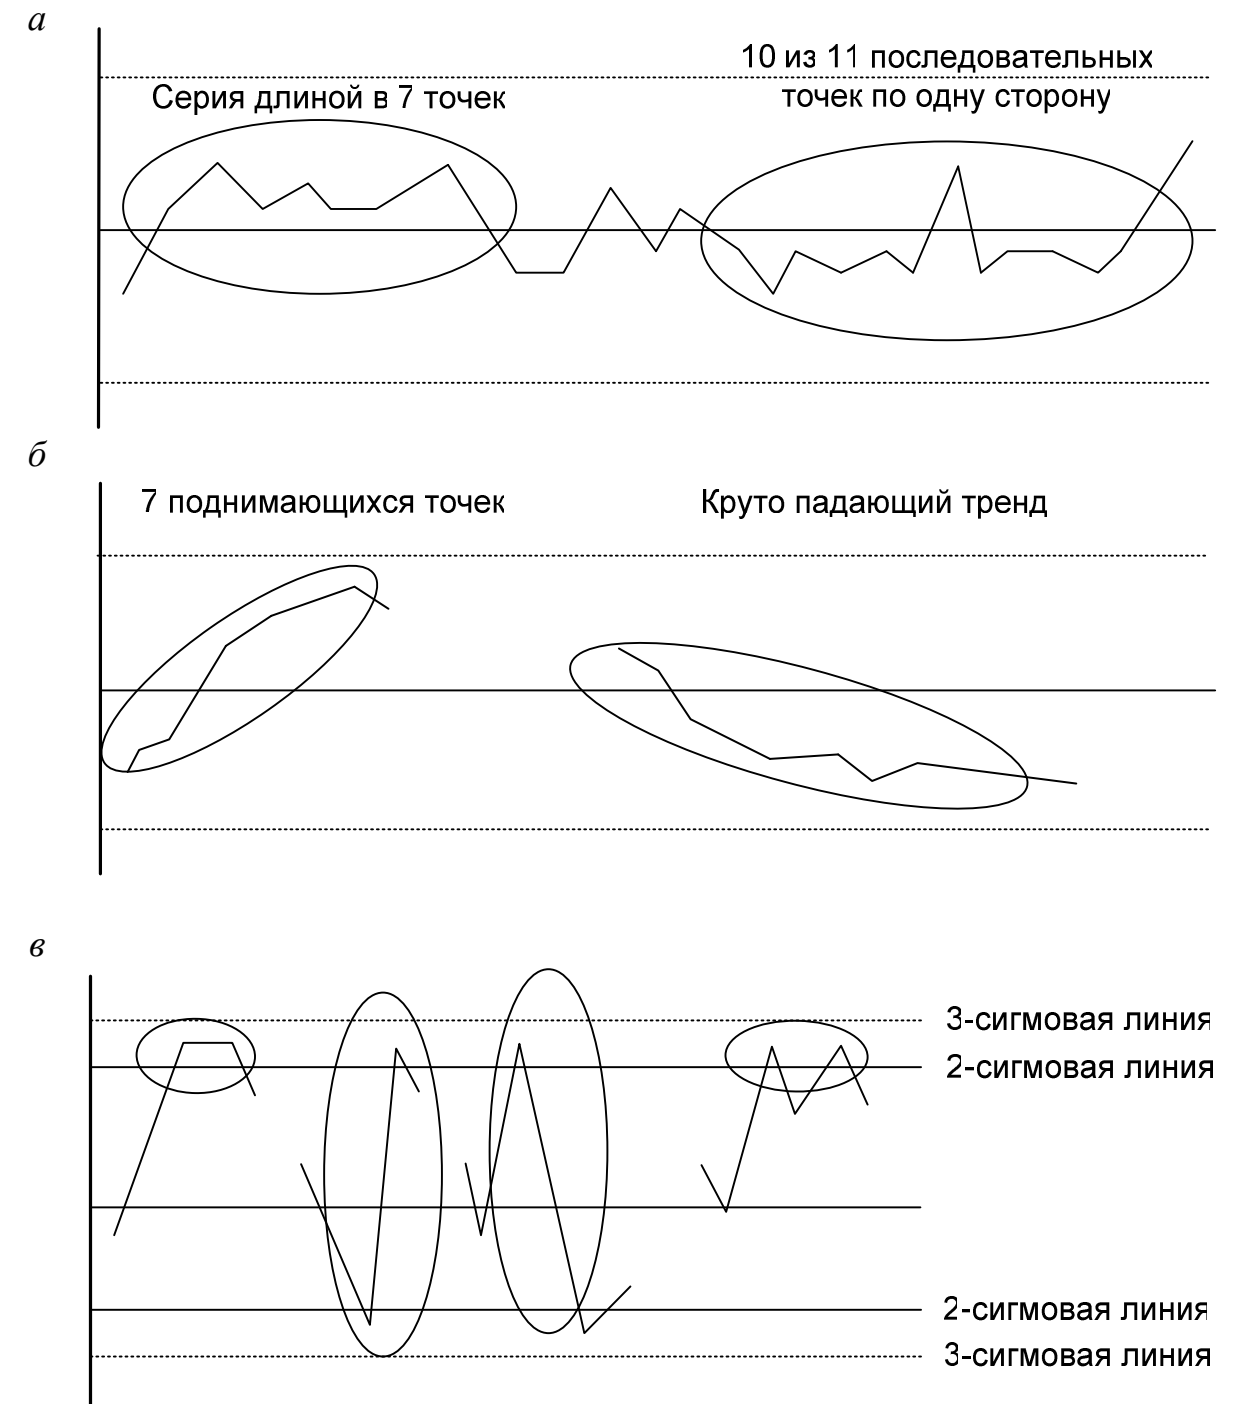 а
10 из 11 последовательных
точек по одну сторону
Серия длиной в 7 точек
б
7 поднимающихся точек
Круто падающий тренд
в
3-сигмовая линия
2-сигмовая линия
2-сигмовая линия
3-сигмовая линия